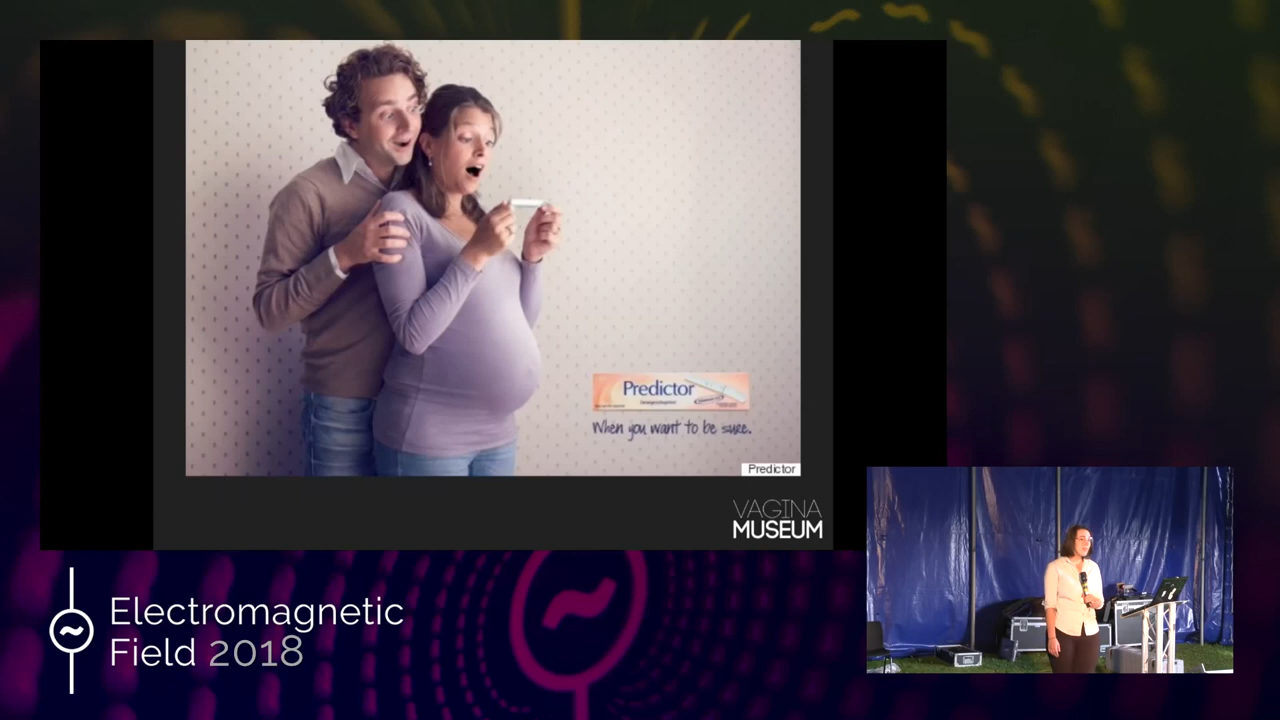 Predictor
When you want to be sure.
Predictor
VAGINA
MUSEUM
Electromagnetic
Field 2018